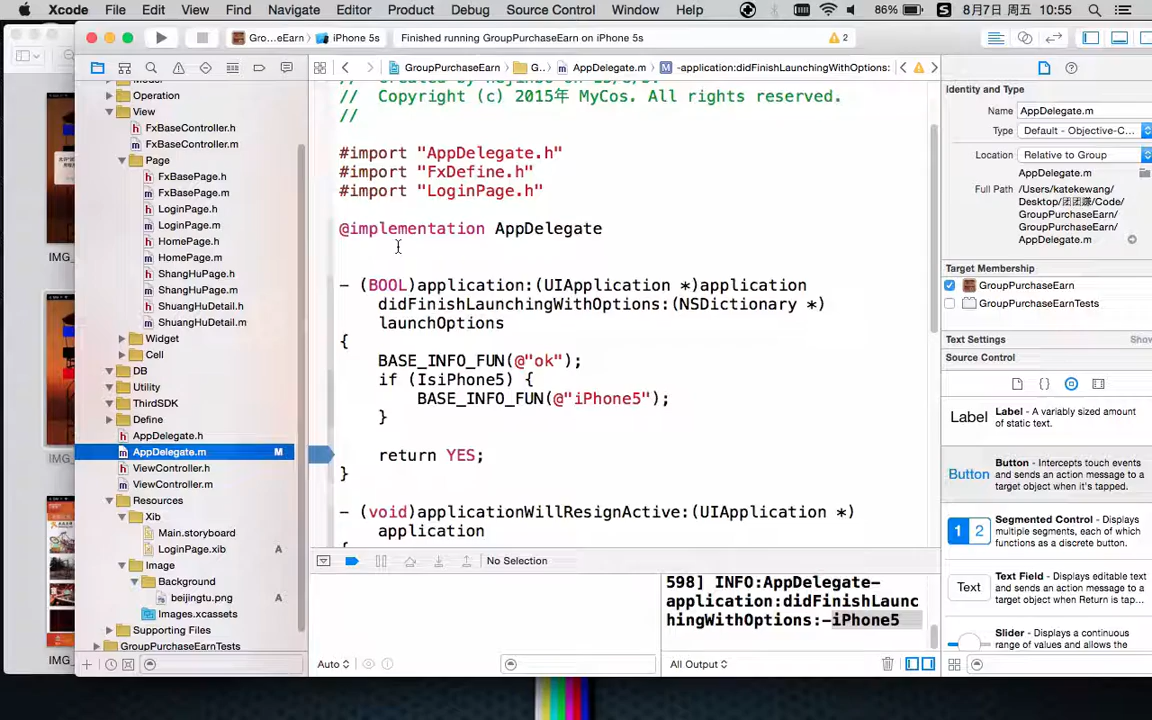 Xcode File Edit View Find Navigate Editor Product Debug Source Control Window Help 86% S 8月7日 周五 10:55
Gro...eEarn iPhone 5s Finished running GroupPurchaseEarn on iPhone 5s 2
GroupPurchaseEarn G... AppDelegate.m M -application:didFinishLaunchingWithOptions:
Operation
View
FxBaseController.h
FxBaseController.m
Page
FxBasePage.h
FxBasePage.m
LoginPage.h
LoginPage.m
HomePage.h
HomePage.m
ShangHuPage.h
ShangHuPage.m
ShuangHuDetail.h
ShuangHuDetail.m
Widget
Cell
DB
Utility
ThirdSDK
Define
AppDelegate.h
AppDelegate.m M
ViewController.h
ViewController.m
Resources
Xib
Main.storyboard
LoginPage.xib A
Image
Background
beijingtu.png A
Images.xcassets
Supporting Files
GroupPurchaseEarnTests
// Copyright (c) 2015年 MyCos. All rights reserved.
//
#import "AppDelegate.h"
#import "FxDefine.h"
#import "LoginPage.h"
@implementation AppDelegate
- (BOOL)application:(UIApplication *)application
didFinishLaunchingWithOptions:(NSDictionary *)
launchOptions
{
BASE_INFO_FUN(@"ok");
if (IsiPhone5) {
BASE_INFO_FUN(@"iPhone5");
}
return YES;
}
- (void)applicationWillResignActive:(UIApplication *)
application
No Selection
598] INFO:AppDelegate-
application:didFinishLaunc
hingWithOptions:-iPhone5
Auto
All Output
Identity and Type
Name AppDelegate.m
Type Default - Objective-C...
Location Relative to Group
AppDelegate.m
Full Path /Users/katekewang/
Desktop/团团赚/Code/
GroupPurchaseEarn/
GroupPurchaseEarn/
AppDelegate.m
Target Membership
GroupPurchaseEarn
GroupPurchaseEarnTests
Text Settings Show
Source Control
Label Label - A variably sized amount
of static text.
Button Button - Intercepts touch events
and sends an action message to a
target object when it's tapped.
1 2 Segmented Control - Displays
multiple segments, each of which
functions as a discrete button.
Text Text Field - Displays editable text
and sends an action message to a
target object when Return is tap...
Slider - Displays a continuous
range of values and allows the
IMG_
IMG_
IMG_